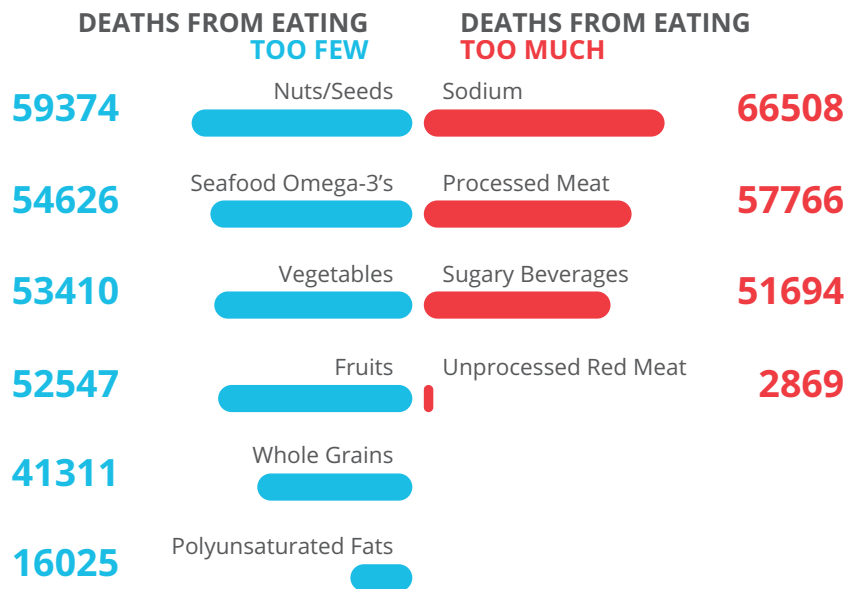 DEATHS FROM EATING
TOO FEW
DEATHS FROM EATING
TOO MUCH
59374
Nuts/Seeds
Sodium
66508
54626
Seafood Omega-3’s
Processed Meat
57766
53410
Vegetables
Sugary Beverages
51694
52547
Fruits
Unprocessed Red Meat
2869
41311
Whole Grains
16025
Polyunsaturated Fats